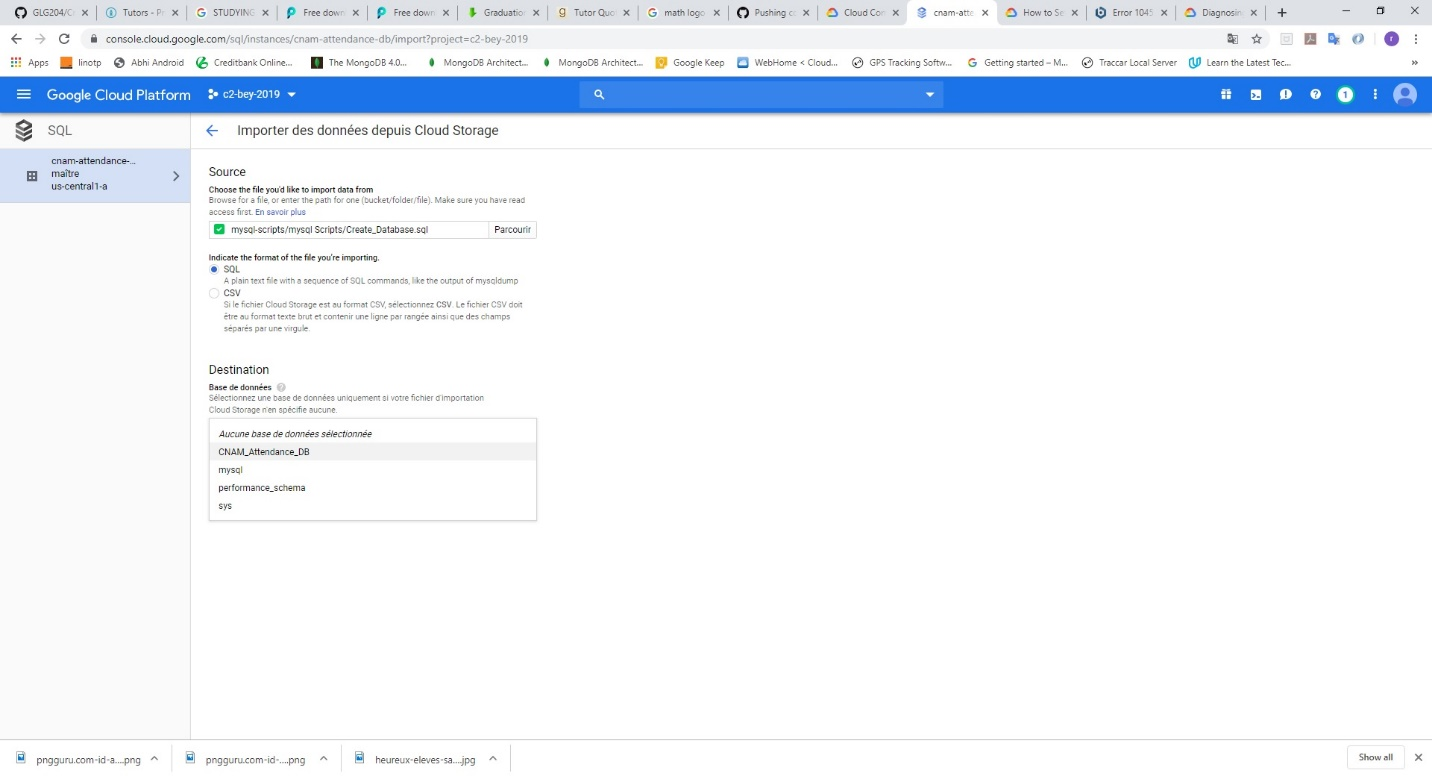 GLG204/C
Tutors - Pr
STUDYING
Free down
Free down
Graduation
Tutor Quo
math logo
Pushing c
Cloud Con
cnam-atte
How to Se
Error 1045
Diagnosin
console.cloud.google.com/sql/instances/cnam-attendance-db/import?project=c2-bey-2019
Apps
linotp
Abhi Android
Creditbank Online...
The MongoDB 4.0...
MongoDB Architect...
MongoDB Architect...
Google Keep
WebHome < Cloud...
GPS Tracking Softw...
Getting started – M...
Traccar Local Server
Learn the Latest Tec...
»
Google Cloud Platform
c2-bey-2019
1
SQL
Importer des données depuis Cloud Storage
cnam-attendance-...
maître
us-central1-a
Source
Choose the file you'd like to import data from
Browse for a file, or enter the path for one (bucket/folder/file). Make sure you have read
access first. En savoir plus
mysql-scripts/mysql Scripts/Create_Database.sql
Parcourir
Indicate the format of the file you're importing.
SQL
A plain text file with a sequence of SQL commands, like the output of mysqldump
CSV
Si le fichier Cloud Storage est au format CSV, sélectionnez CSV. Le fichier CSV doit
être au format texte brut et contenir une ligne par rangée ainsi que des champs
séparés par une virgule.
Destination
Base de données
Sélectionnez une base de données uniquement si votre fichier d'importation
Cloud Storage n'en spécifie aucune.
Aucune base de données sélectionnée
CNAM_Attendance_DB
mysql
performance_schema
sys
pngguru.com-id-a....png
pngguru.com-id-....png
heureux-eleves-sa....jpg
Show all